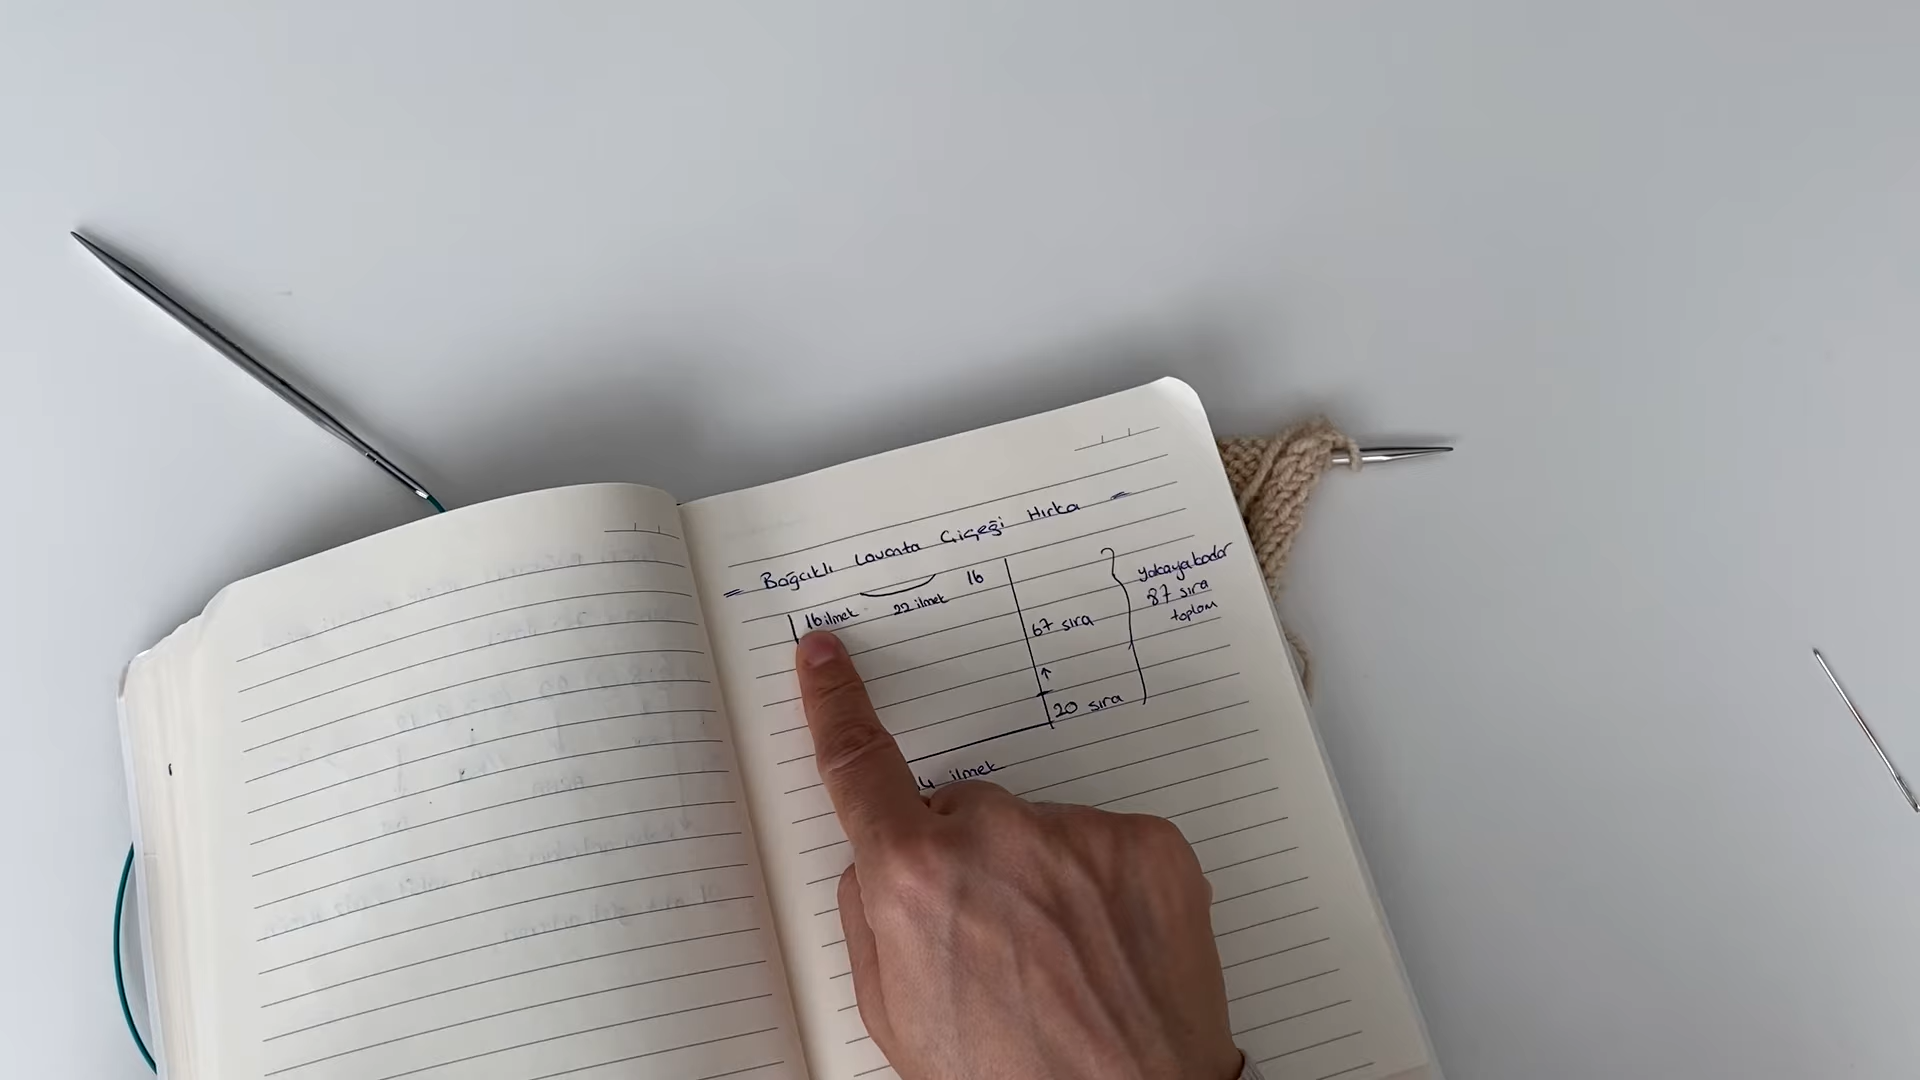 = Bağcıklı Lavanta Çiçeği Hırka =
16 ilmek 22 ilmek 16
67 sıra
20 sıra
yakaya kadar
87 sıra
toplam
ilmek